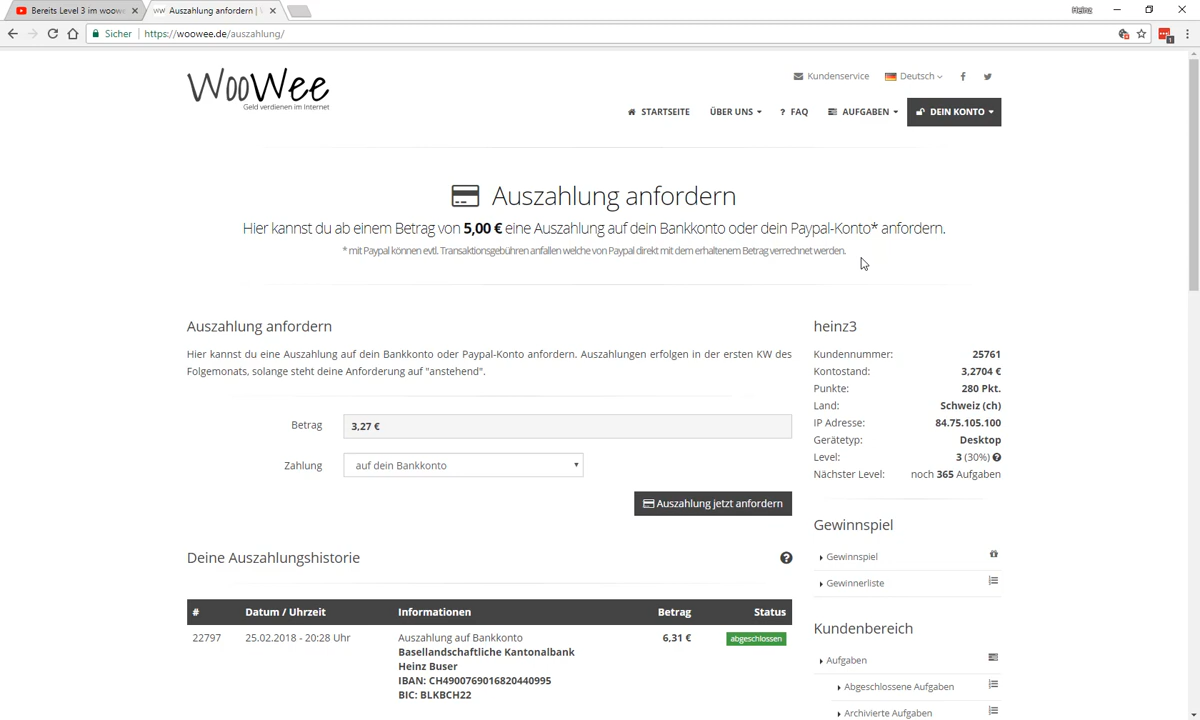 Bereits Level 3 im woowe
Auszahlung anfordern |
Heinz
Sicher
https://woowee.de/auszahlung/
WooWee
Geld verdienen im Internet
Kundenservice
Deutsch
STARTSEITE
ÜBER UNS
? FAQ
AUFGABEN
DEIN KONTO
Auszahlung anfordern
Hier kannst du ab einem Betrag von 5,00 € eine Auszahlung auf dein Bankkonto oder dein Paypal-Konto* anfordern.
* mit Paypal können evtl. Transaktionsgebühren anfallen welche von Paypal direkt mit dem erhaltenem Betrag verrechnet werden.
Auszahlung anfordern
Hier kannst du eine Auszahlung auf dein Bankkonto oder Paypal-Konto anfordern. Auszahlungen erfolgen in der ersten KW des
Folgemonats, solange steht deine Anforderung auf "anstehend".
Betrag
3,27 €
Zahlung
auf dein Bankkonto
Auszahlung jetzt anfordern
Deine Auszahlungshistorie
# Datum / Uhrzeit Informationen Betrag Status
22797 25.02.2018 - 20:28 Uhr Auszahlung auf Bankkonto 6,31 € abgeschlossen
Basellandschaftliche Kantonalbank
Heinz Buser
IBAN: CH4900769016820440995
BIC: BLKBCH22
heinz3
Kundennummer: 25761
Kontostand: 3,2704 €
Punkte: 280 Pkt.
Land: Schweiz (ch)
IP Adresse: 84.75.105.100
Gerätetyp: Desktop
Level: 3 (30%)
Nächster Level: noch 365 Aufgaben
Gewinnspiel
Gewinnspiel
Gewinnerliste
Kundenbereich
Aufgaben
Abgeschlossene Aufgaben
Archivierte Aufgaben